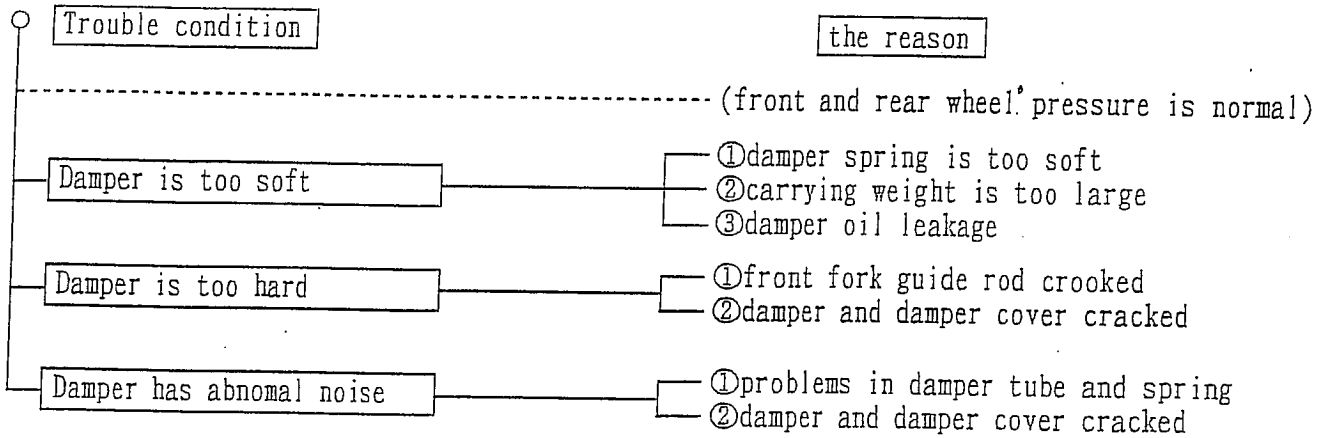 Trouble condition
the reason
(front and rear wheel. pressure is normal)
Damper is too soft
①damper spring is too soft
②carrying weight is too large
③damper oil leakage
Damper is too hard
①front fork guide rod crooked
②damper and damper cover cracked
Damper has abnomal noise
①problems in damper tube and spring
②damper and damper cover cracked